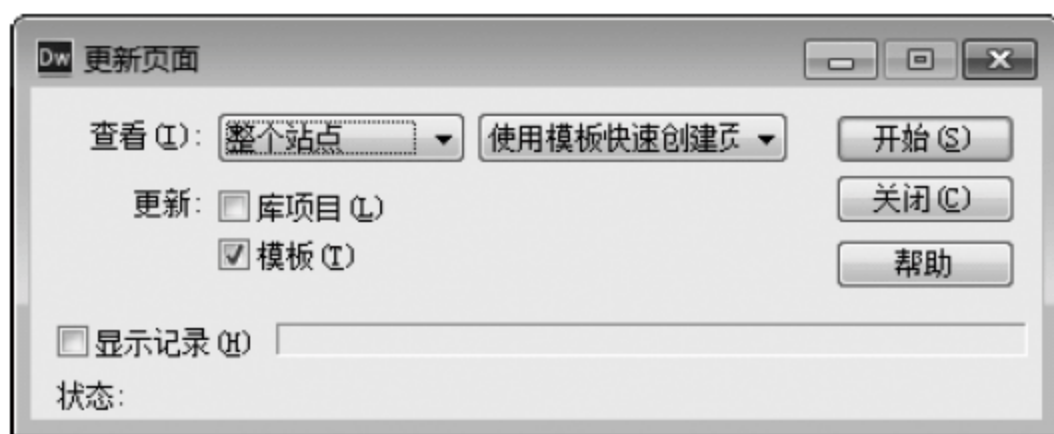 Dw 更新页面
查看(I): 整个站点 使用模板快速创建页 开始(S)
更新: 库项目(L) 关闭(C)
模板(T) 帮助
显示记录(H)
状态: